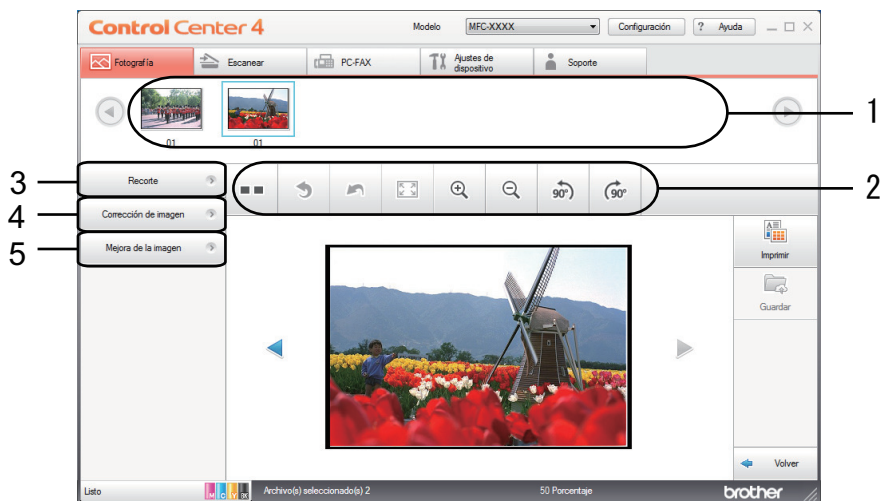 Control Center 4
Modelo
MFC-XXXX
Configuración
? Ayuda
Fotografía
Escanear
PC-FAX
Ajustes de
dispositivo
Soporte
01
01
1
2
3
Recorte
4
Corrección de imagen
5
Mejora de la imagen
90°
90°
Imprimir
Guardar
Volver
Listo
M C Y BK
Archivo(s) seleccionado(s) 2
50 Porcentaje
brother